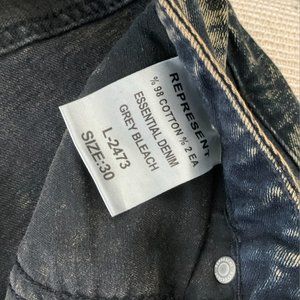 REPRESENT
% 98 COTTON % 2 EA
ESSENTIAL DENIM
GREY BLEACH
L-2473
SIZE:30